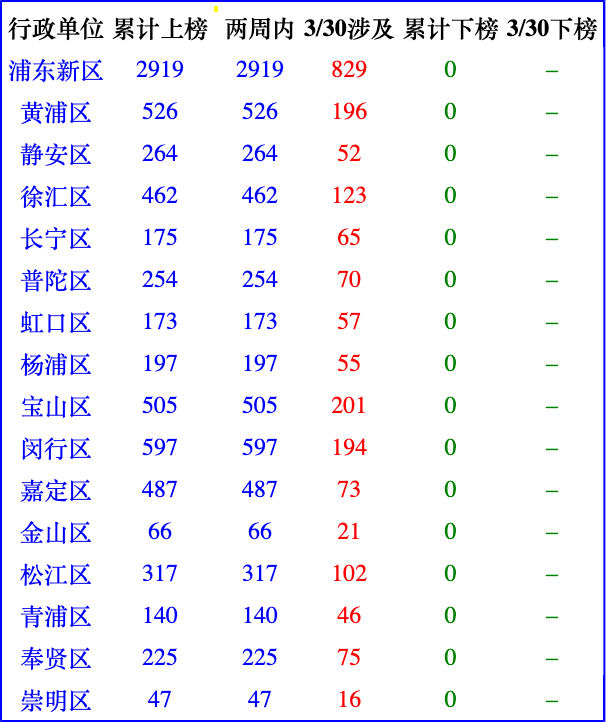 行政单位 累计上榜 两周内 3/30涉及 累计下榜 3/30下榜
浦东新区 2919 2919 829 0 –
黄浦区 526 526 196 0 –
静安区 264 264 52 0 –
徐汇区 462 462 123 0 –
长宁区 175 175 65 0 –
普陀区 254 254 70 0 –
虹口区 173 173 57 0 –
杨浦区 197 197 55 0 –
宝山区 505 505 201 0 –
闵行区 597 597 194 0 –
嘉定区 487 487 73 0 –
金山区 66 66 21 0 –
松江区 317 317 102 0 –
青浦区 140 140 46 0 –
奉贤区 225 225 75 0 –
崇明区 47 47 16 0 –